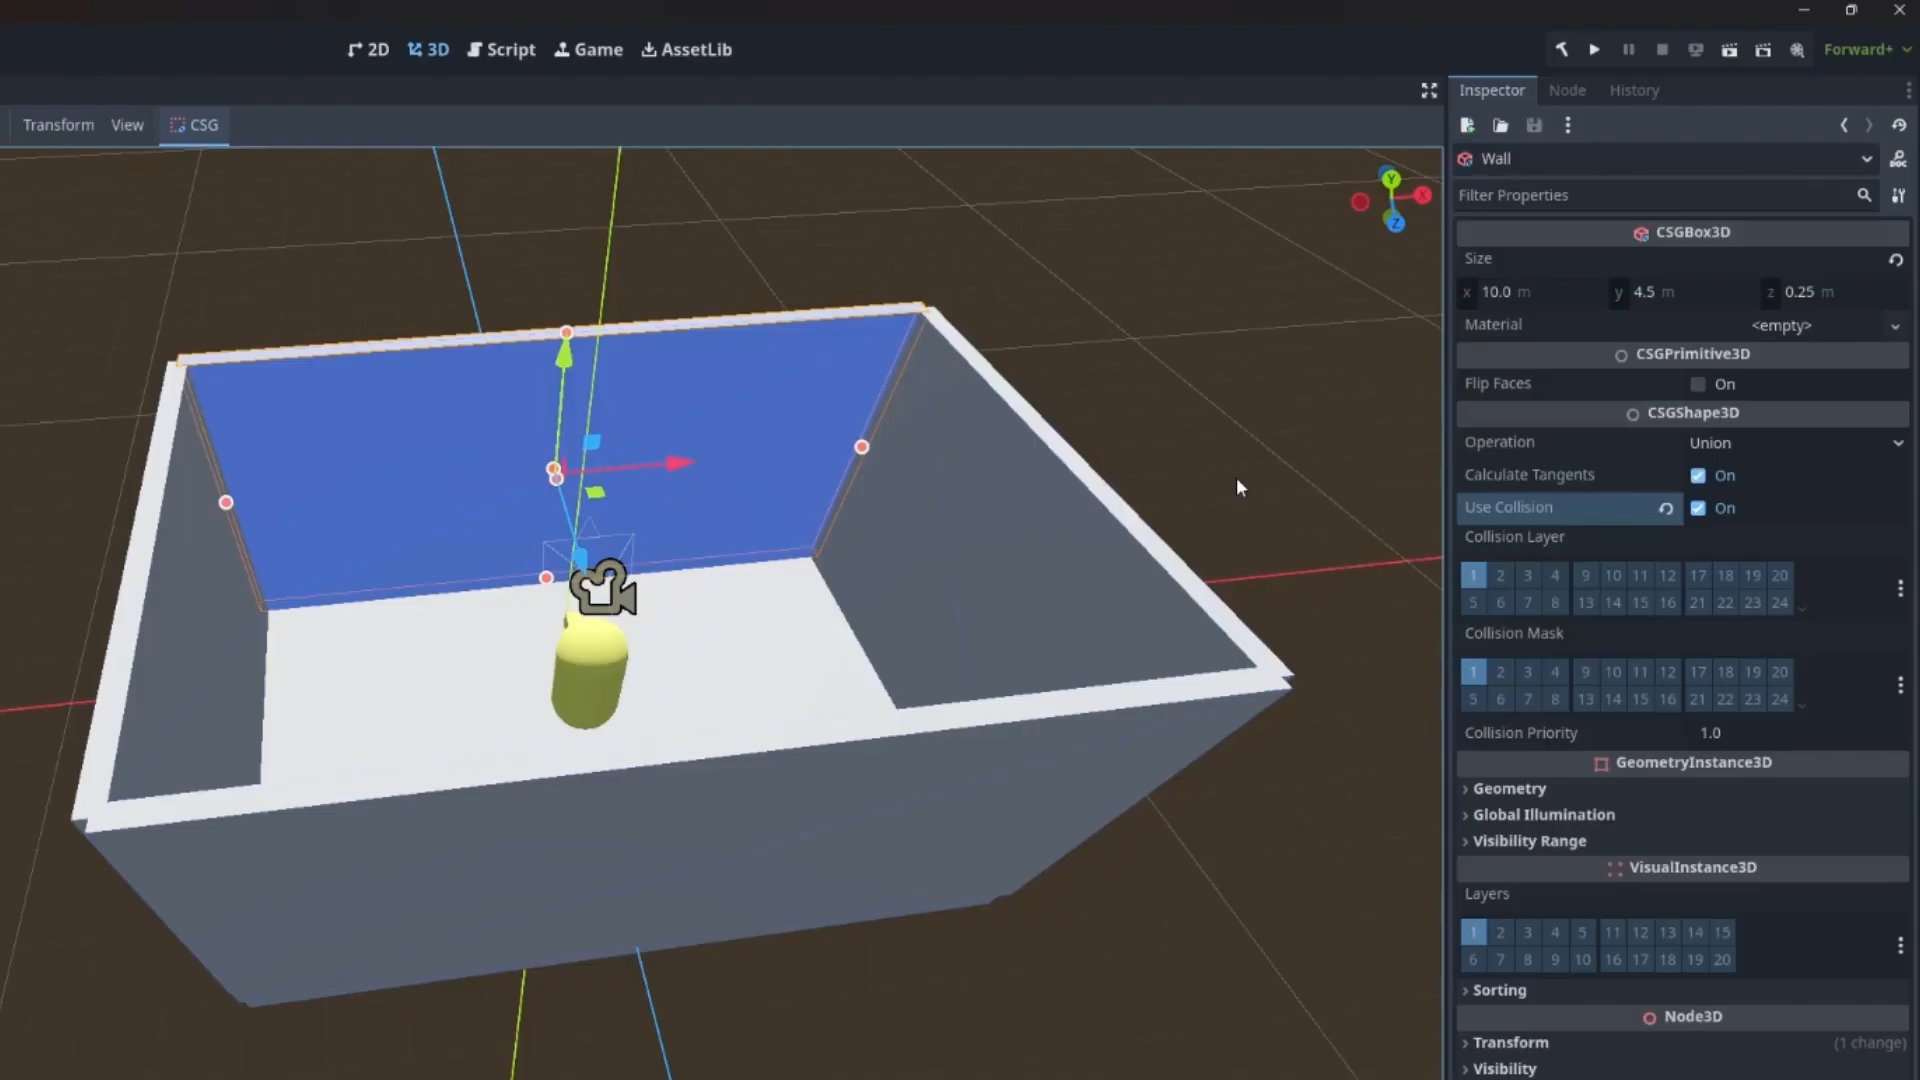 2D 3D Script Game AssetLib Forward+
Inspector Node History
Transform View CSG
Wall
Filter Properties
CSGBox3D
Size
x 10.0 m y 4.5 m z 0.25 m
Material <empty>
CSGPrimitive3D
Flip Faces On
CSGShape3D
Operation Union
Calculate Tangents On
Use Collision On
Collision Layer
1 2 3 4 9 10 11 12 17 18 19 20
5 6 7 8 13 14 15 16 21 22 23 24
Collision Mask
1 2 3 4 9 10 11 12 17 18 19 20
5 6 7 8 13 14 15 16 21 22 23 24
Collision Priority 1.0
GeometryInstance3D
Geometry
Global Illumination
Visibility Range
VisualInstance3D
Layers
1 2 3 4 5 11 12 13 14 15
6 7 8 9 10 16 17 18 19 20
Sorting
Node3D
Transform (1 change)
Visibility
Y
X
Z
DOC